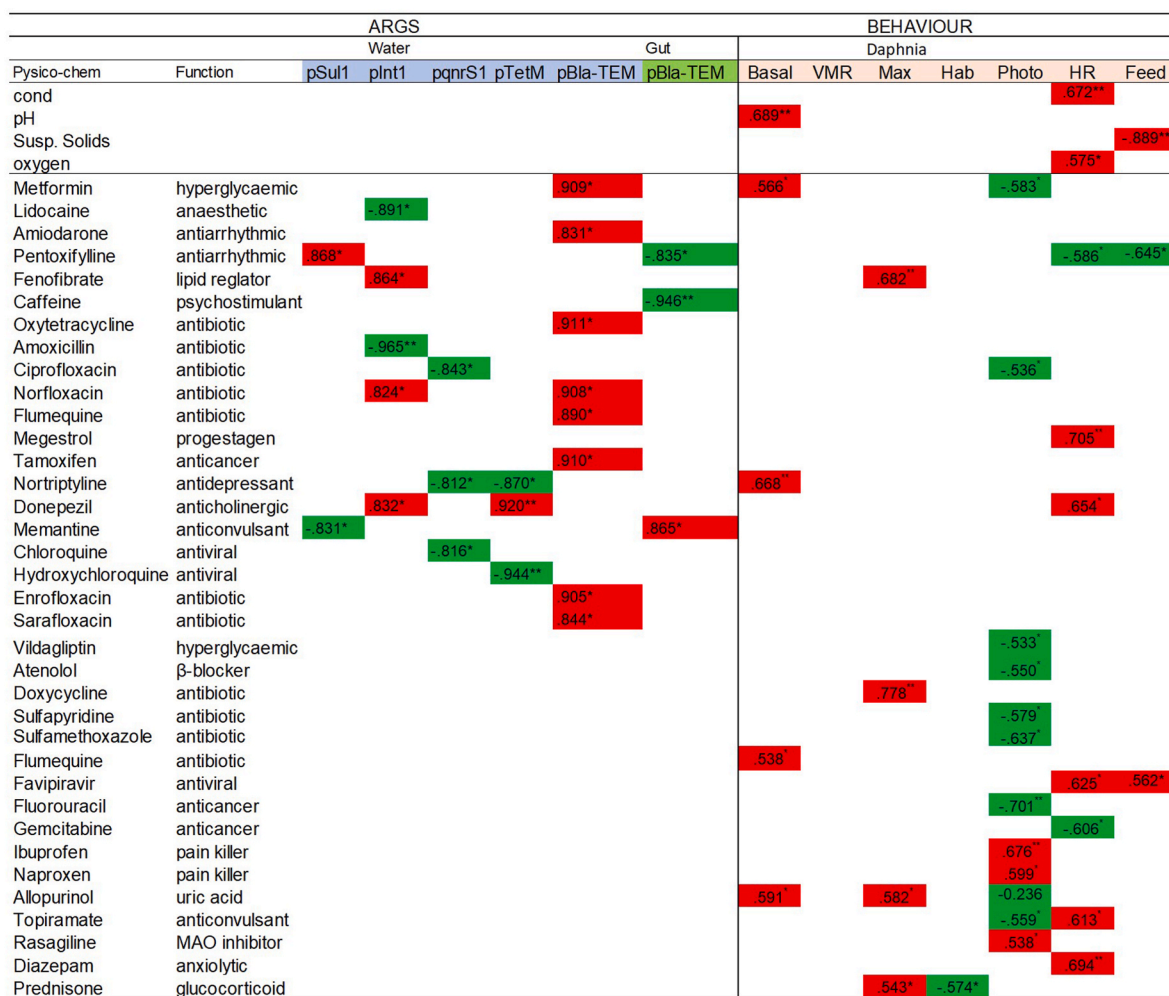 ARGS BEHAVIOUR
Water Gut Daphnia
Pysico-chem Function pSul1 pInt1 pqnrS1 pTetM pBla-TEM pBla-TEM Basal VMR Max Hab Photo HR Feed
cond .672**
pH .689**
Susp. Solids -.889**
oxygen .575*
Metformin hyperglycaemic .909* .566* -.583*
Lidocaine anaesthetic -.891*
Amiodarone antiarrhythmic .831*
Pentoxifylline antiarrhythmic .868* -.835* -.586* -.645*
Fenofibrate lipid reglator .864* .682**
Caffeine psychostimulant -.946**
Oxytetracycline antibiotic .911*
Amoxicillin antibiotic -.965**
Ciprofloxacin antibiotic -.843* -.536*
Norfloxacin antibiotic .824* .908*
Flumequine antibiotic .890*
Megestrol progestagen .705**
Tamoxifen anticancer .910*
Nortriptyline antidepressant -.812* -.870* .668**
Donepezil anticholinergic .832* .920** .654*
Memantine anticonvulsant -.831* .865*
Chloroquine antiviral -.816*
Hydroxychloroquine antiviral -.944**
Enrofloxacin antibiotic .905*
Sarafloxacin antibiotic .844*
Vildagliptin hyperglycaemic -.533*
Atenolol β-blocker -.550*
Doxycycline antibiotic .778**
Sulfapyridine antibiotic -.579*
Sulfamethoxazole antibiotic -.637*
Flumequine antibiotic .538*
Favipiravir antiviral .625* .562*
Fluorouracil anticancer -.701**
Gemcitabine anticancer -.606*
Ibuprofen pain killer .676**
Naproxen pain killer .599*
Allopurinol uric acid .591* .582* -0.236
Topiramate anticonvulsant -.559* .613*
Rasagiline MAO inhibitor .538*
Diazepam anxiolytic .694**
Prednisone glucocorticoid .543* -.574*